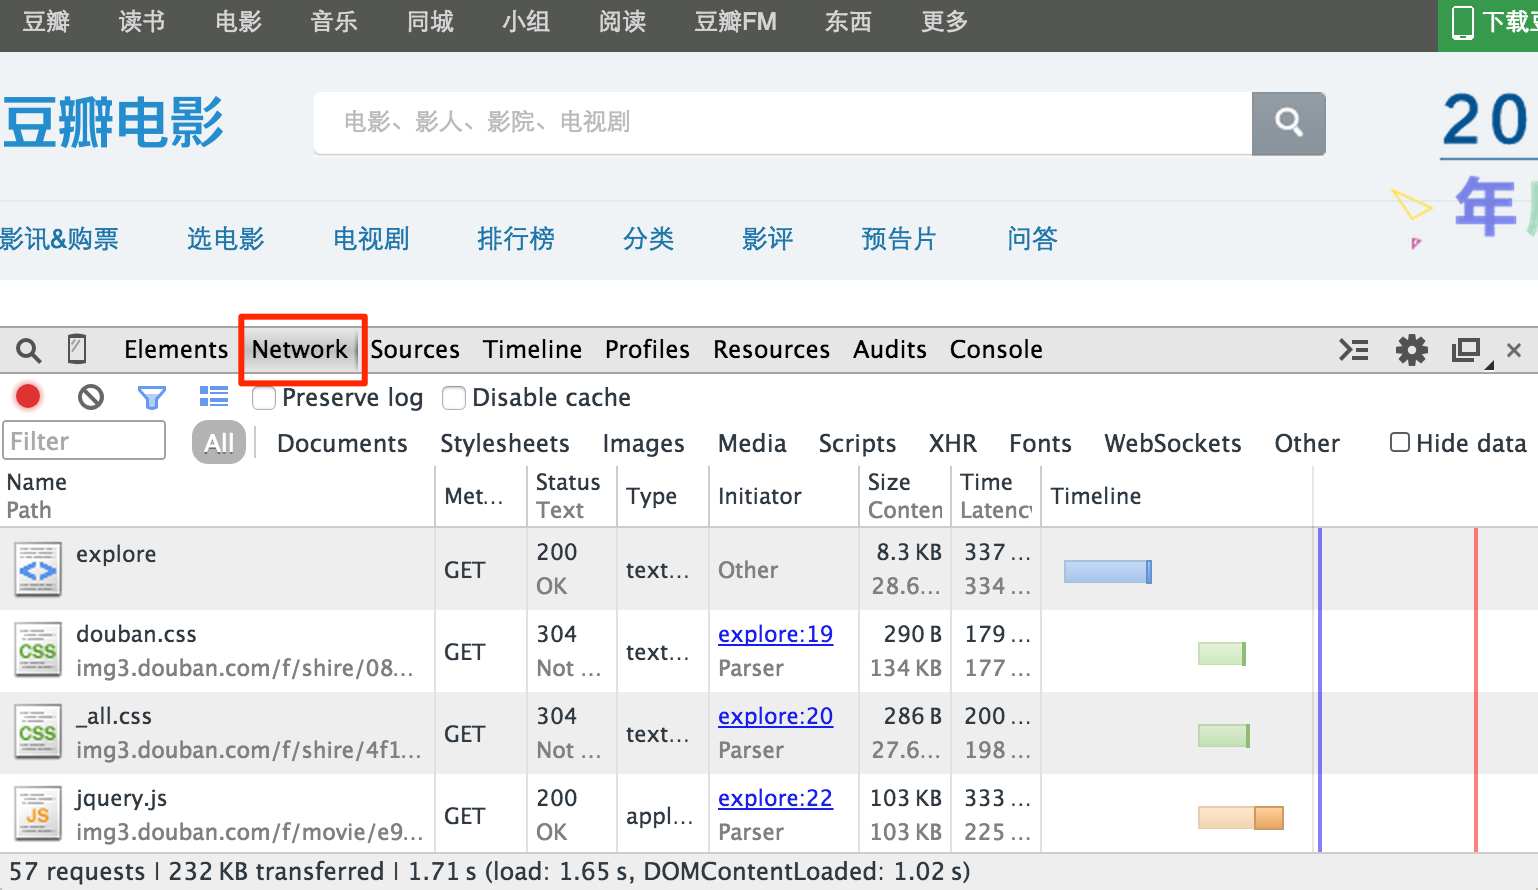 豆瓣 读书 电影 音乐 同城 小组 阅读 豆瓣FM 东西 更多 下载
豆瓣电影 电影、影人、影院、电视剧 20
年
影讯&购票 选电影 电视剧 排行榜 分类 影评 预告片 问答
Elements Network Sources Timeline Profiles Resources Audits Console
Preserve log Disable cache
Filter All Documents Stylesheets Images Media Scripts XHR Fonts WebSockets Other Hide data
Name Met... Status Type Initiator Size Time Timeline
Path Text Conten Latency
explore GET 200 text... Other 8.3 KB 337 ...
OK 28.6... 334 ...
douban.css GET 304 text... explore:19 290 B 179 ...
img3.douban.com/f/shire/08... Not ... Parser 134 KB 177 ...
_all.css GET 304 text... explore:20 286 B 200 ...
img3.douban.com/f/shire/4f1... Not ... Parser 27.6... 198 ...
jquery.js GET 200 appl... explore:22 103 KB 333 ...
img3.douban.com/f/movie/e9... OK Parser 103 KB 225 ...
57 requests | 232 KB transferred | 1.71 s (load: 1.65 s, DOMContentLoaded: 1.02 s)